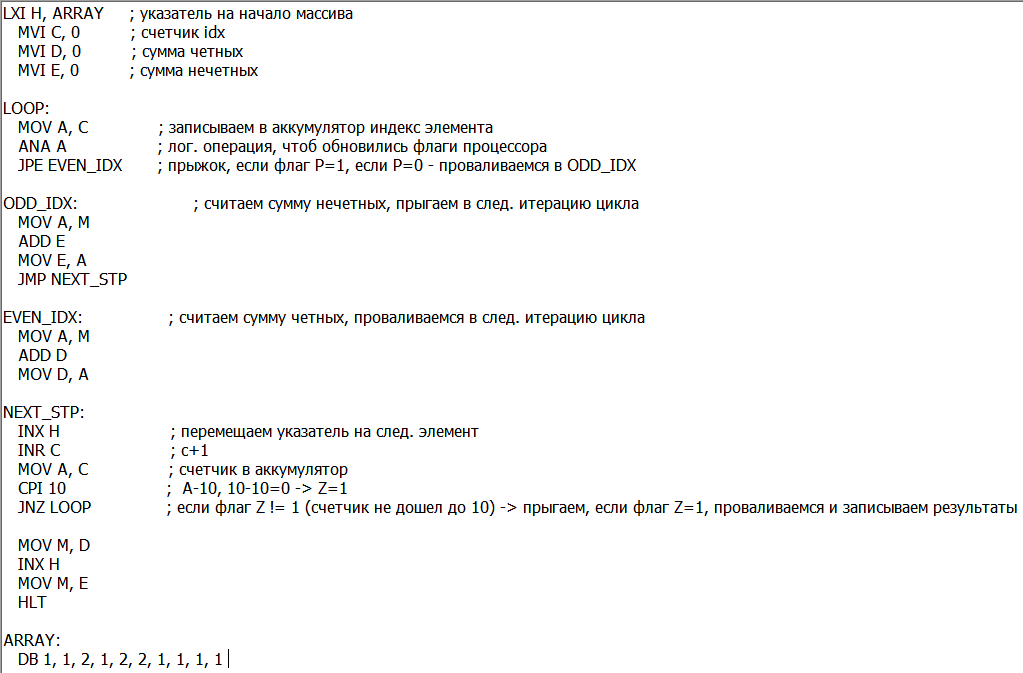 LXI H, ARRAY ; указатель на начало массива
MVI C, 0 ; счетчик idx
MVI D, 0 ; сумма четных
MVI E, 0 ; сумма нечетных
LOOP:
MOV A, C ; записываем в аккумулятор индекс элемента
ANA A ; лог. операция, чтоб обновились флаги процессора
JPE EVEN_IDX ; прыжок, если флаг P=1, если P=0 - проваливаемся в ODD_IDX
ODD_IDX: ; считаем сумму нечетных, прыгаем в след. итерацию цикла
MOV A, M
ADD E
MOV E, A
JMP NEXT_STP
EVEN_IDX: ; считаем сумму четных, проваливаемся в след. итерацию цикла
MOV A, M
ADD D
MOV D, A
NEXT_STP:
INX H ; перемещаем указатель на след. элемент
INR C ; c+1
MOV A, C ; счетчик в аккумулятор
CPI 10 ; A-10, 10-10=0 -> Z=1
JNZ LOOP ; если флаг Z != 1 (счетчик не дошел до 10) -> прыгаем, если флаг Z=1, проваливаемся и записываем результаты
MOV M, D
INX H
MOV M, E
HLT
ARRAY:
DB 1, 1, 2, 1, 2, 2, 1, 1, 1, 1